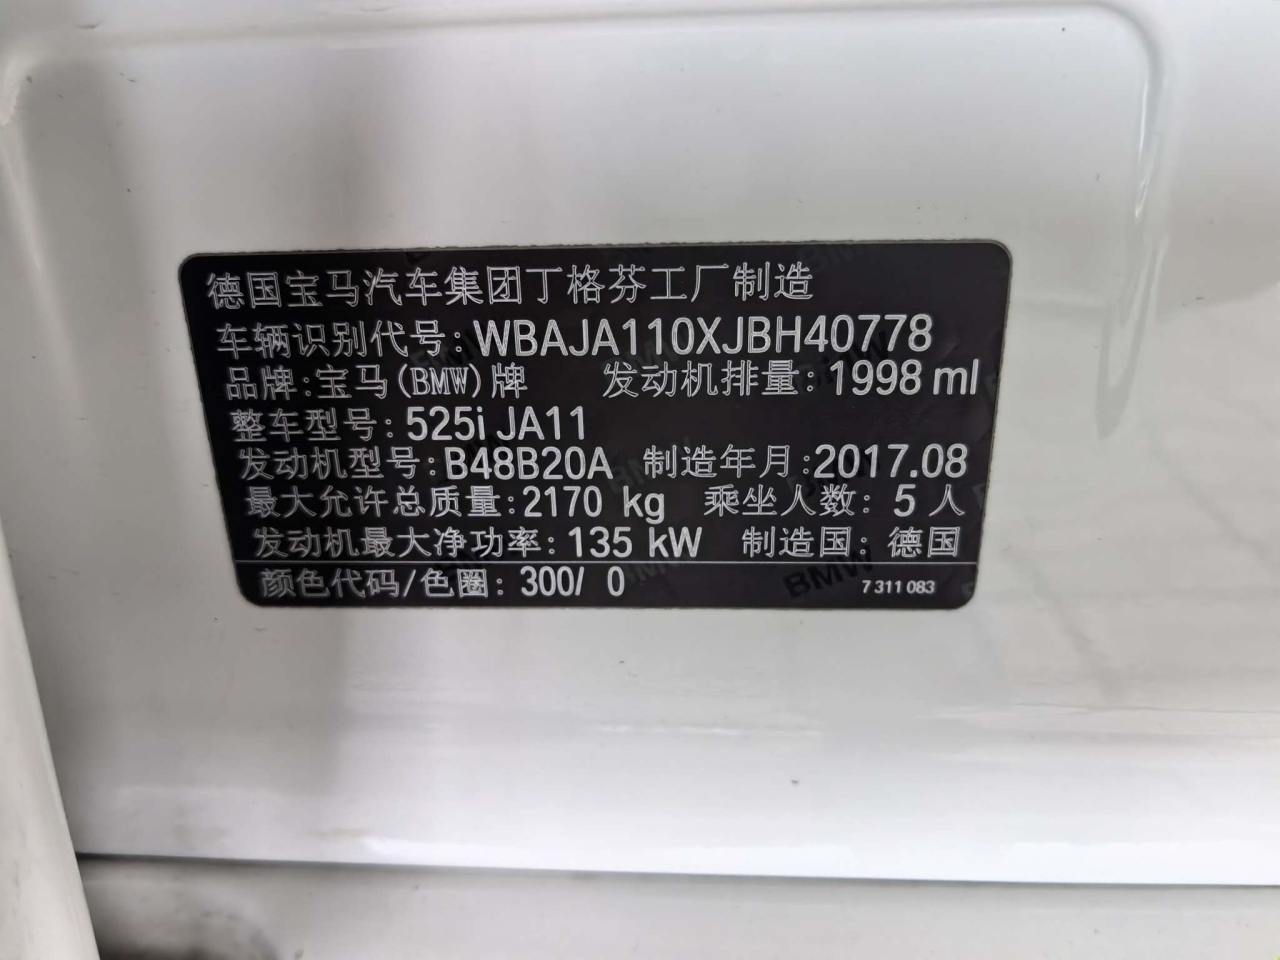 德国宝马汽车集团丁格芬工厂制造
车辆识别代号: WBAJA110XJBH40778
品牌:宝马(BMW)牌 发动机排量: 1998 ml
整车型号: 525i JA11
发动机型号: B48B20A 制造年月:2017.08
最大允许总质量: 2170 kg 乘坐人数: 5 人
发动机最大净功率: 135 kW 制造国: 德国
颜色代码/色圈: 300/ 0 7 311 083